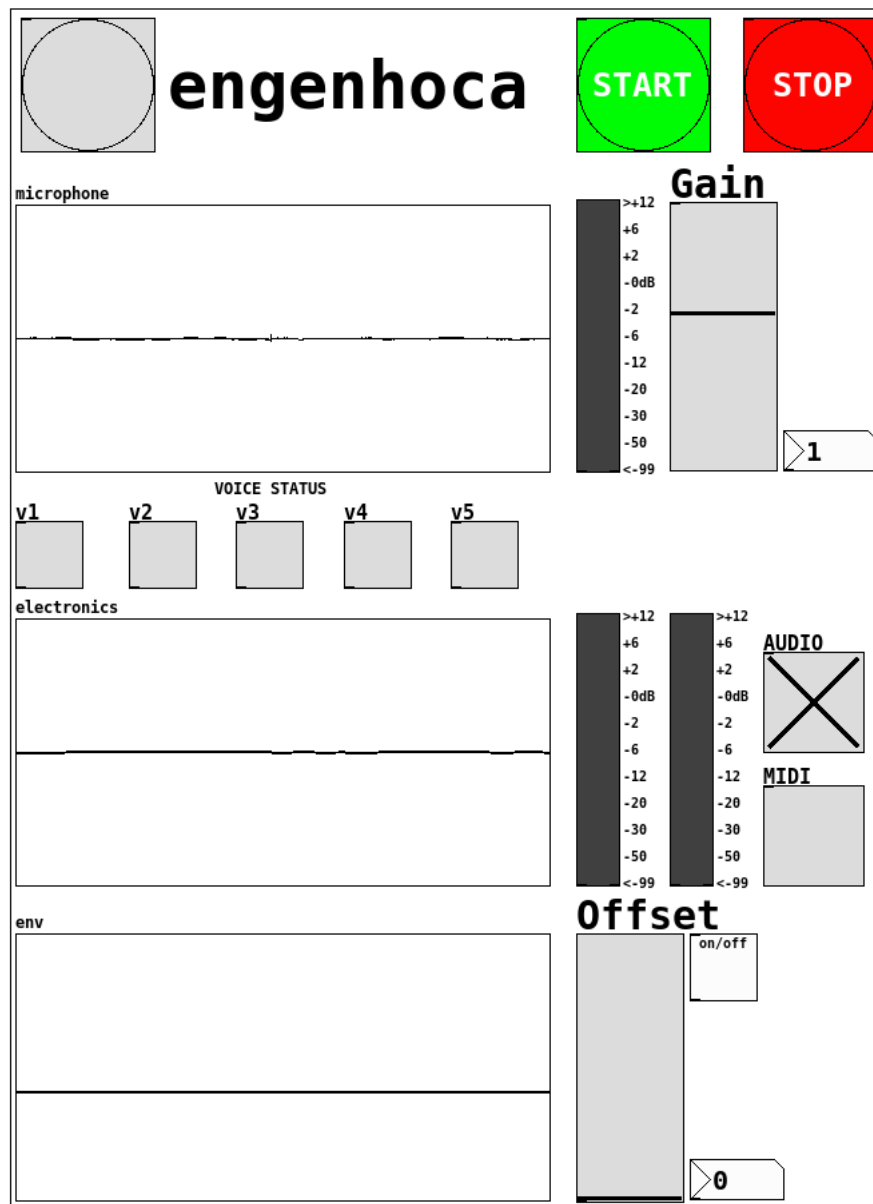 engenhoca
START
STOP
Gain
microphone
>+12
+6
+2
-0dB
-2
-6
-12
-20
-30
-50
<-99
1
VOICE STATUS
v1 v2 v3 v4 v5
electronics
>+12 >+12
+6 +6
+2 +2
-0dB -0dB
-2 -2
-6 -6
-12 -12
-20 -20
-30 -30
-50 -50
<-99 <-99
AUDIO
MIDI
env
Offset
on/off
0